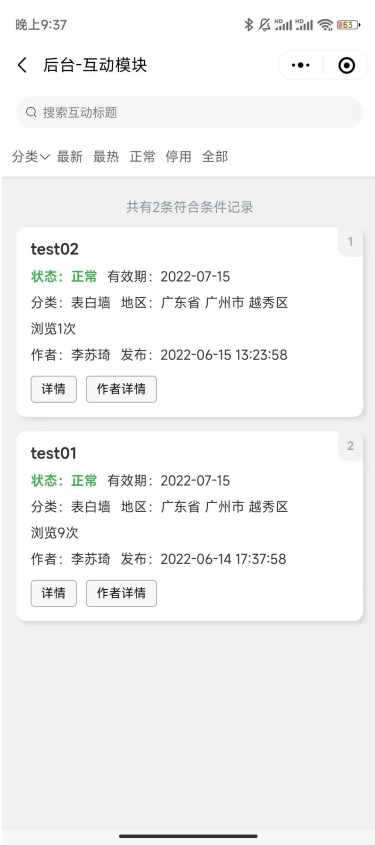 晚上9:37
HD HD 53
后台-互动模块
搜索互动标题
分类 最新 最热 正常 停用 全部
共有2条符合条件记录
1
test02
状态：正常 有效期：2022-07-15
分类：表白墙 地区：广东省 广州市 越秀区
浏览1次
作者：李苏琦 发布：2022-06-15 13:23:58
详情 作者详情
2
test01
状态：正常 有效期：2022-07-15
分类：表白墙 地区：广东省 广州市 越秀区
浏览9次
作者：李苏琦 发布：2022-06-14 17:37:58
详情 作者详情